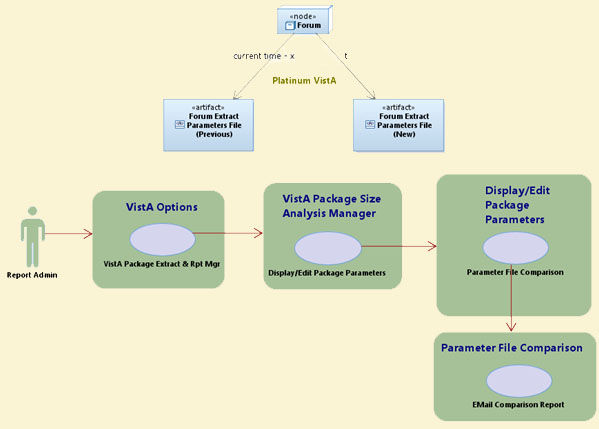 «node»
Forum
current time - x
t
Platinum VistA
«artifact»
Forum Extract
Parameters File
(Previous)
«artifact»
Forum Extract
Parameters File
(New)
Report Admin
VistA Options
VistA Package Extract & Rpt Mgr
VistA Package Size
Analysis Manager
Display/Edit Package Parameters
Display/Edit
Package
Parameters
Parameter File Comparison
Parameter File Comparison
EMail Comparison Report